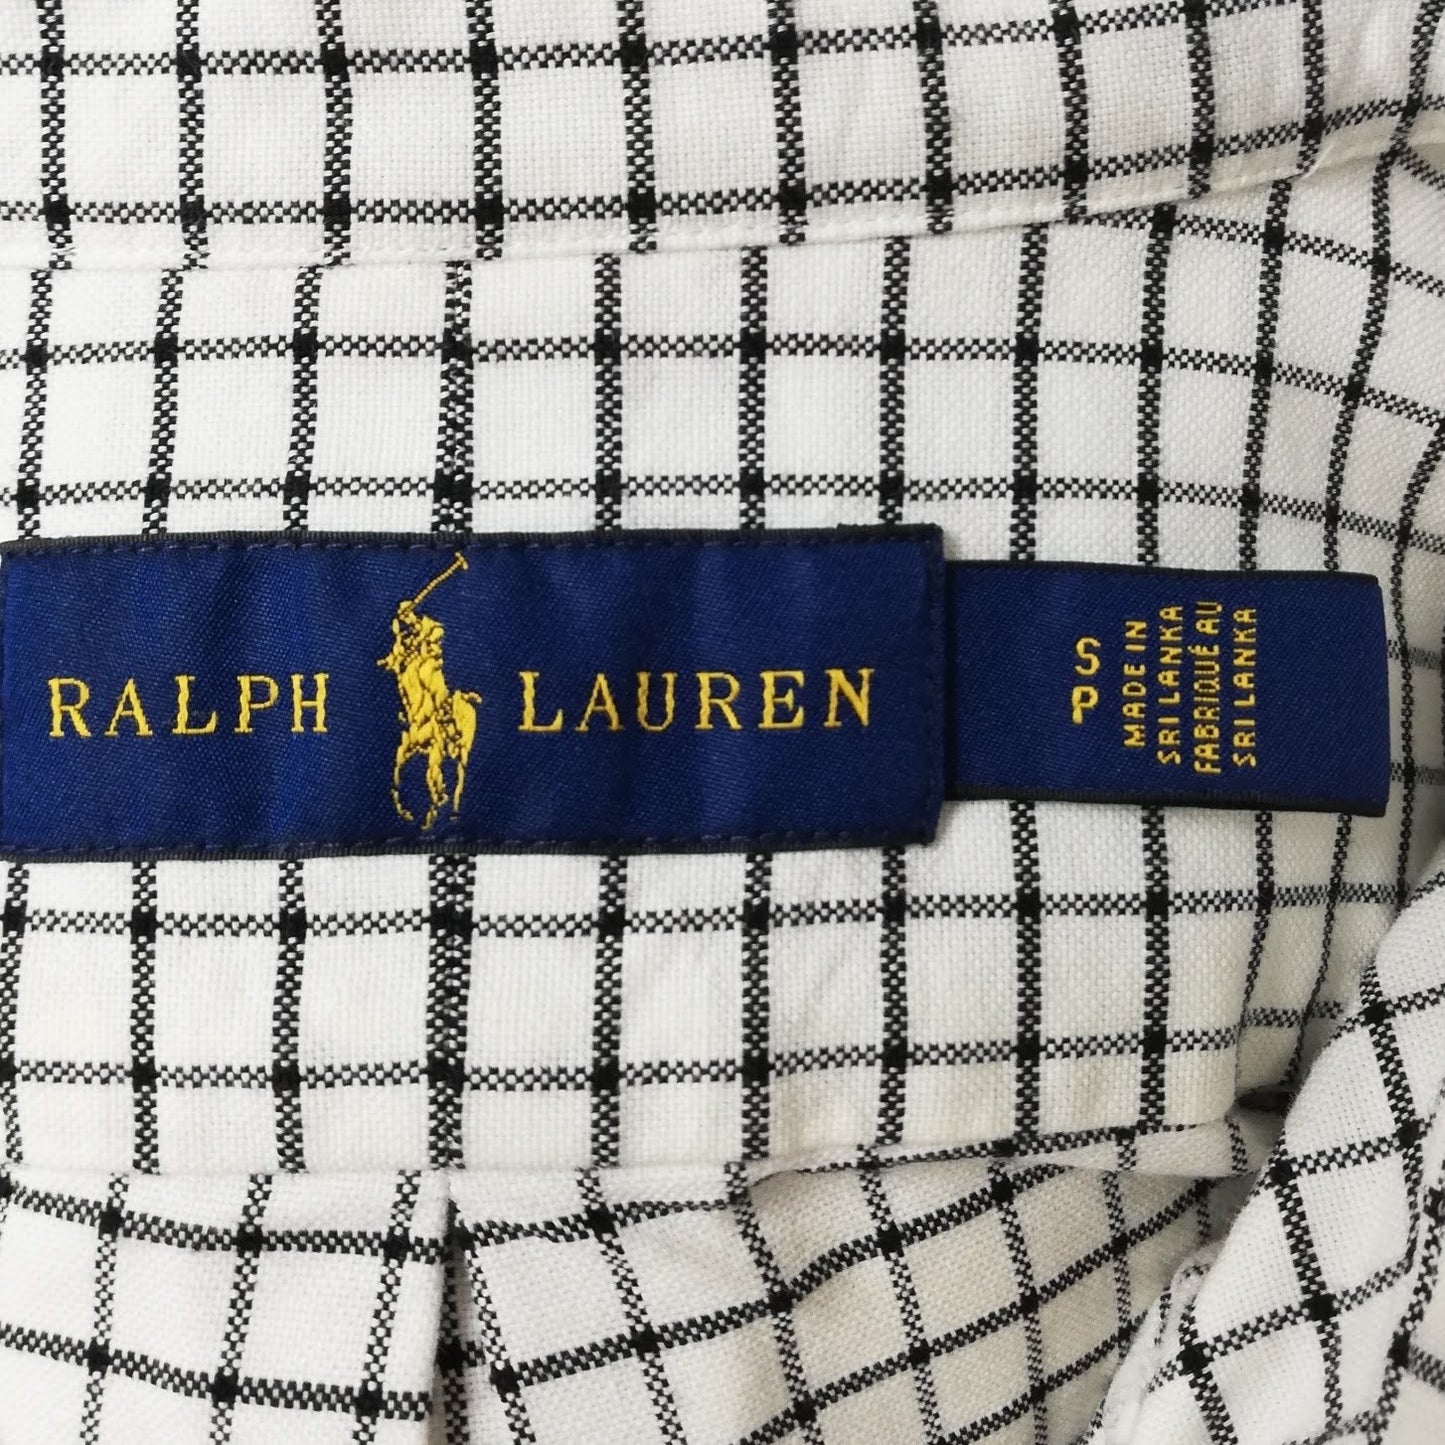 RALPH LAUREN
S
P
MADE IN
SRI LANKA
FABRIQUÉ AU
SRI LANKA